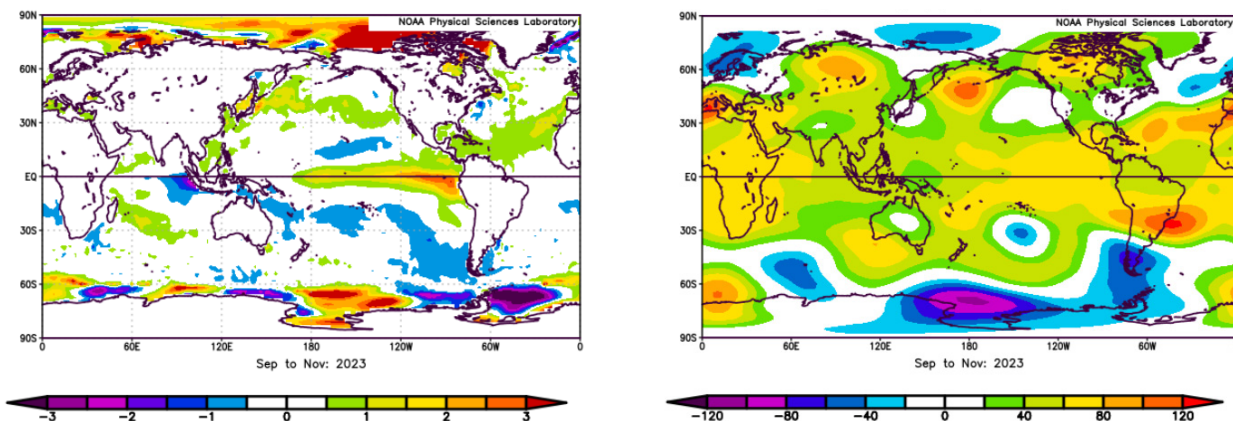 NOAA Physical Sciences Laboratory
90N
60N
30N
EQ
30S
60S
90S
0 60E 120E 180 120W 60W 0
Sep to Nov: 2023
-3 -2 -1 0 1 2 3
NOAA Physical Sciences Laboratory
90N
60N
30N
EQ
30S
60S
90S
0 60E 120E 180 120W 60W
Sep to Nov: 2023
-120 -80 -40 0 40 80 120